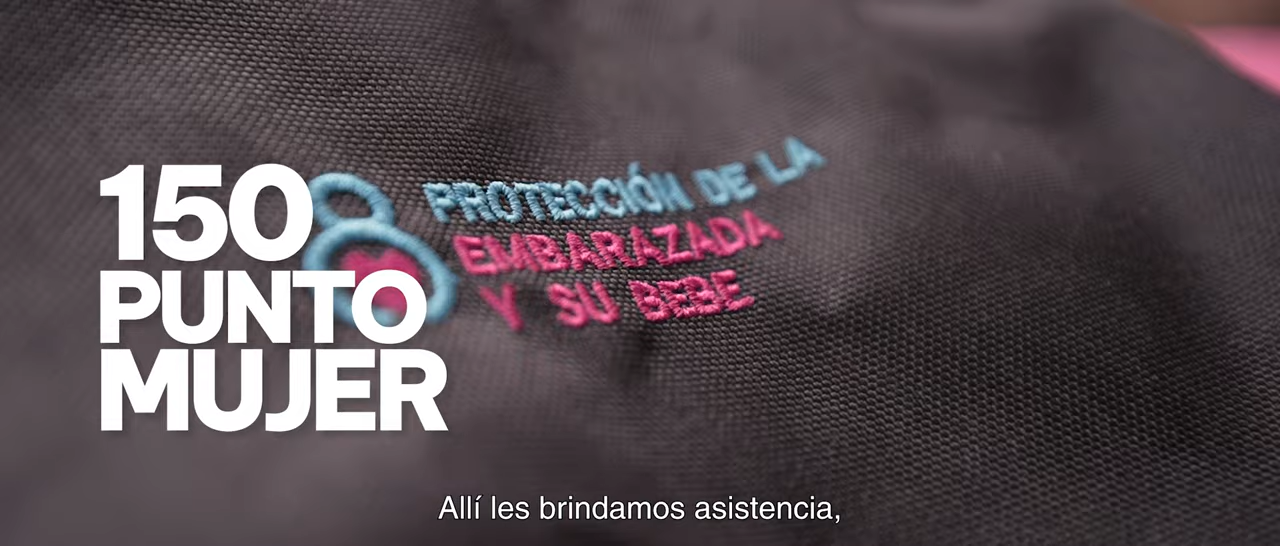 150
PUNTO
MUJER
PROTECCIÓN DE LA
EMBARAZADA
Y SU BEBE
Allí les brindamos asistencia,